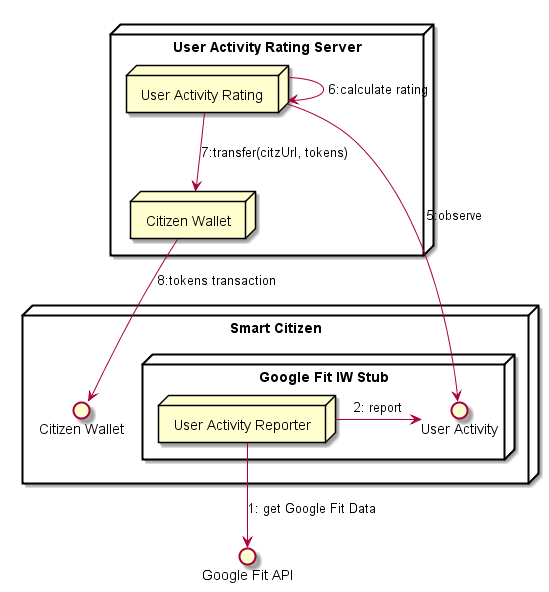 User Activity Rating Server
User Activity Rating
6:calculate rating
7:transfer(citzUrl, tokens)
Citizen Wallet
5:observe
8:tokens transaction
Smart Citizen
Google Fit IW Stub
User Activity Reporter
2: report
Citizen Wallet
User Activity
1: get Google Fit Data
Google Fit API